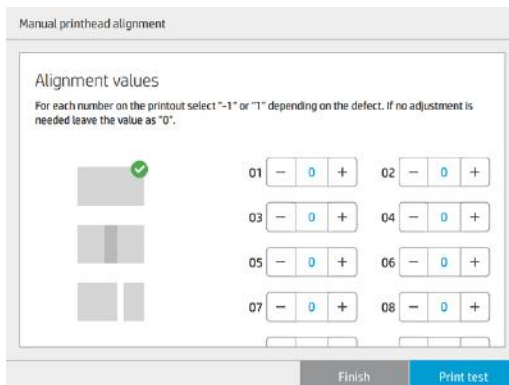 Manual printhead alignment
Alignment values
For each number on the printout select "-1" or "1" depending on the defect. If no adjustment is
needed leave the value as "0".
01 − 0 + 02 − 0 +
03 − 0 + 04 − 0 +
05 − 0 + 06 − 0 +
07 − 0 + 08 − 0 +
Finish Print test